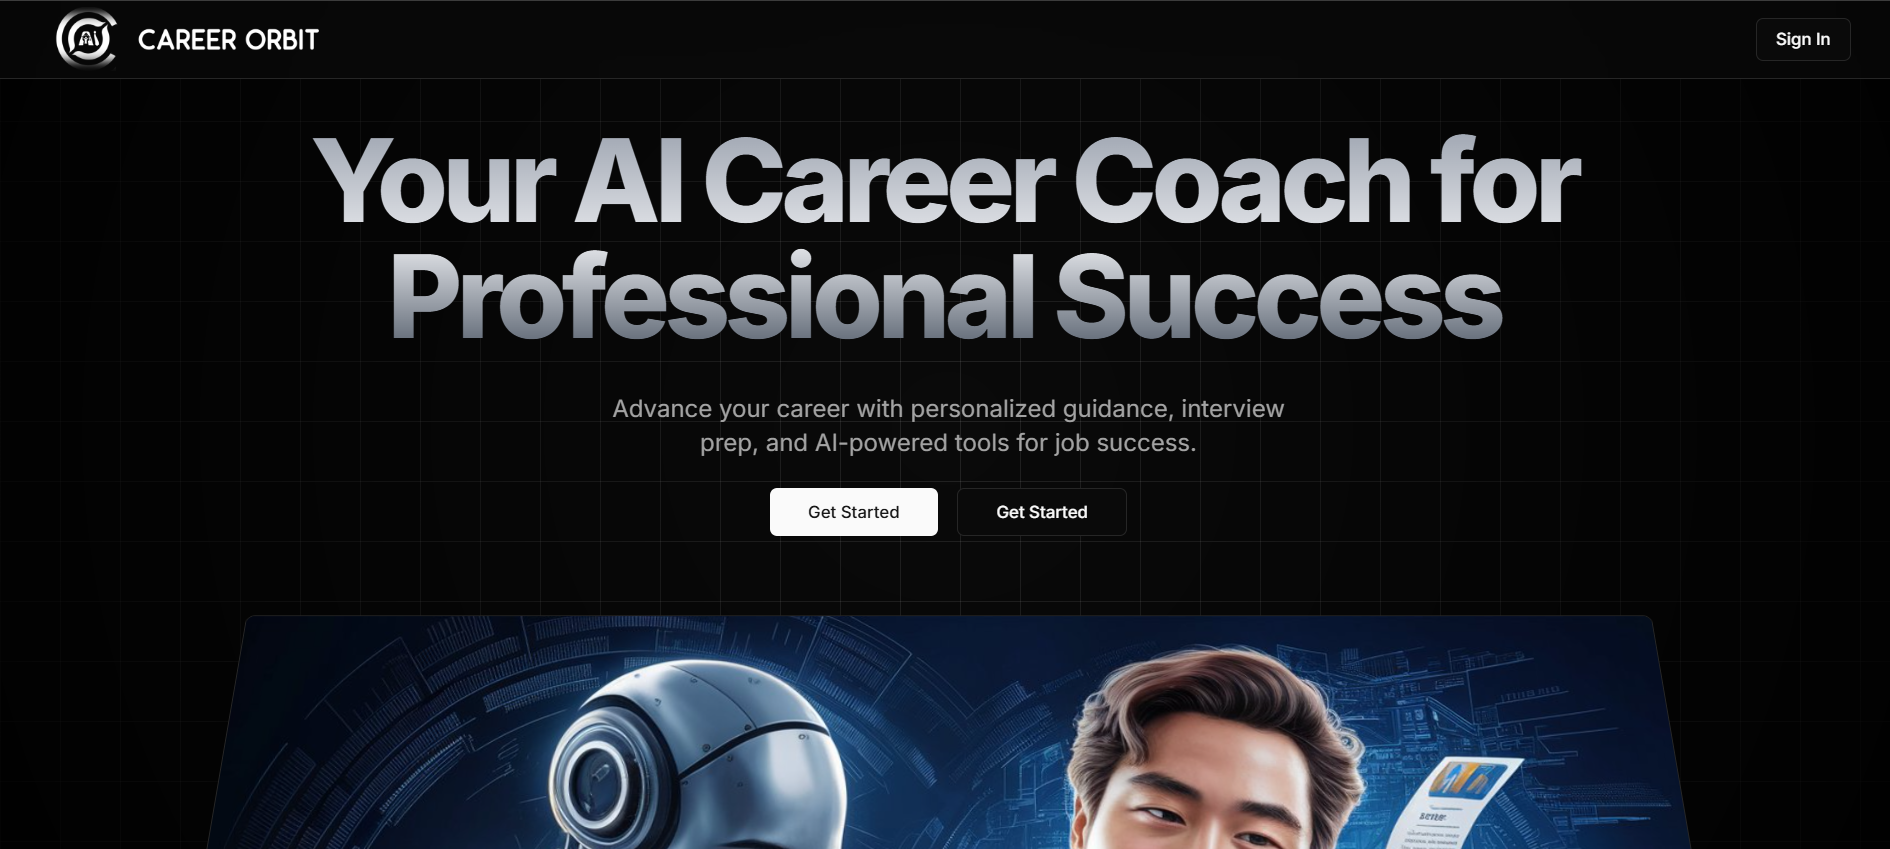 Ai CAREER ORBIT
Sign In
Your AI Career Coach for
Professional Success
Advance your career with personalized guidance, interview
prep, and AI-powered tools for job success.
Get Started
Get Started